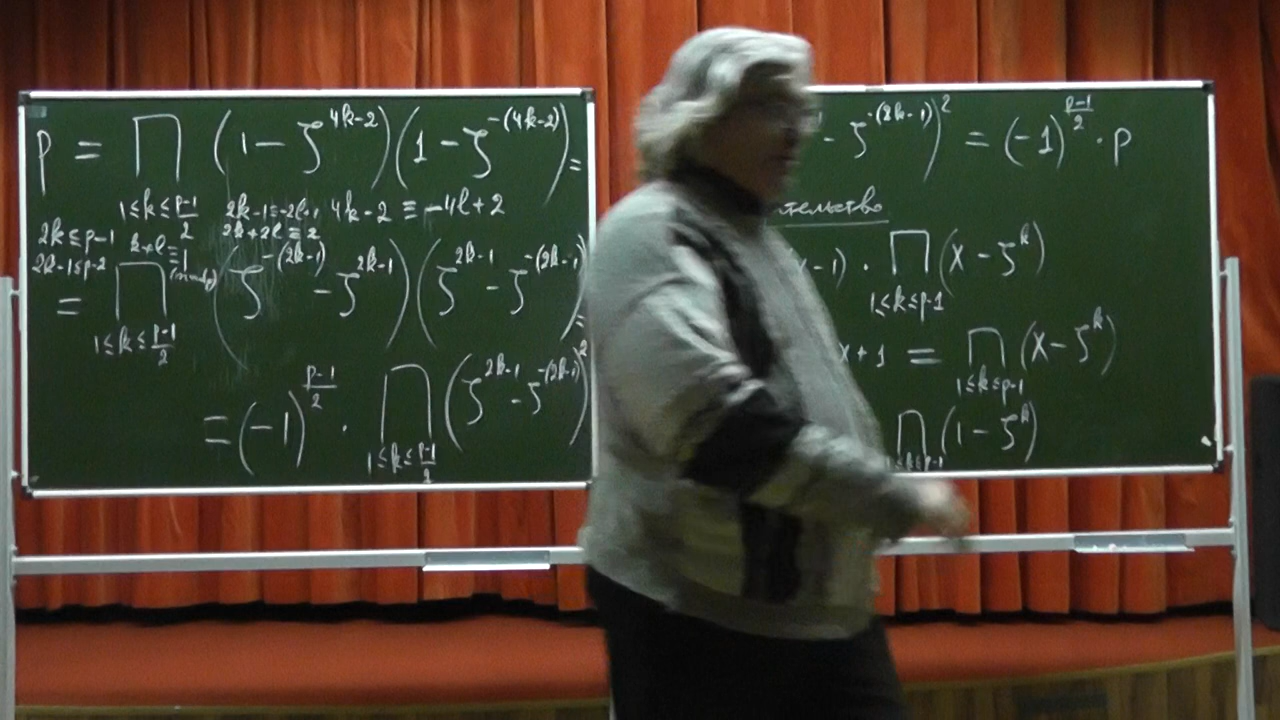 p = ∏ (1 − ζ^{4k−2})(1 − ζ^{−(4k−2)}) =
1≤k≤(p−1)/2
2k−1≡−2l+1 4k−2 ≡ −4l+2
2k≤p−1 k+l≡1 2k+2l≡2
2k−1≤p−2 (mod p)
= ∏ (ζ^{−(2k−1)} − ζ^{2k−1})(ζ^{2k−1} − ζ^{−(2k−1)}) =
1≤k≤(p−1)/2
= (−1)^{(p−1)/2} · ∏ (ζ^{2k−1} − ζ^{−(2k−1)})^2
1≤k≤(p−1)/2
− ζ^{−(2k−1)})^2 = (−1)^{(p−1)/2} · p
−1) · ∏ (x − ζ^k)
1≤k≤p−1
x+1 = ∏ (x − ζ^k)
1≤k≤p−1
∏ (1 − ζ^k)
≤k≤p−1